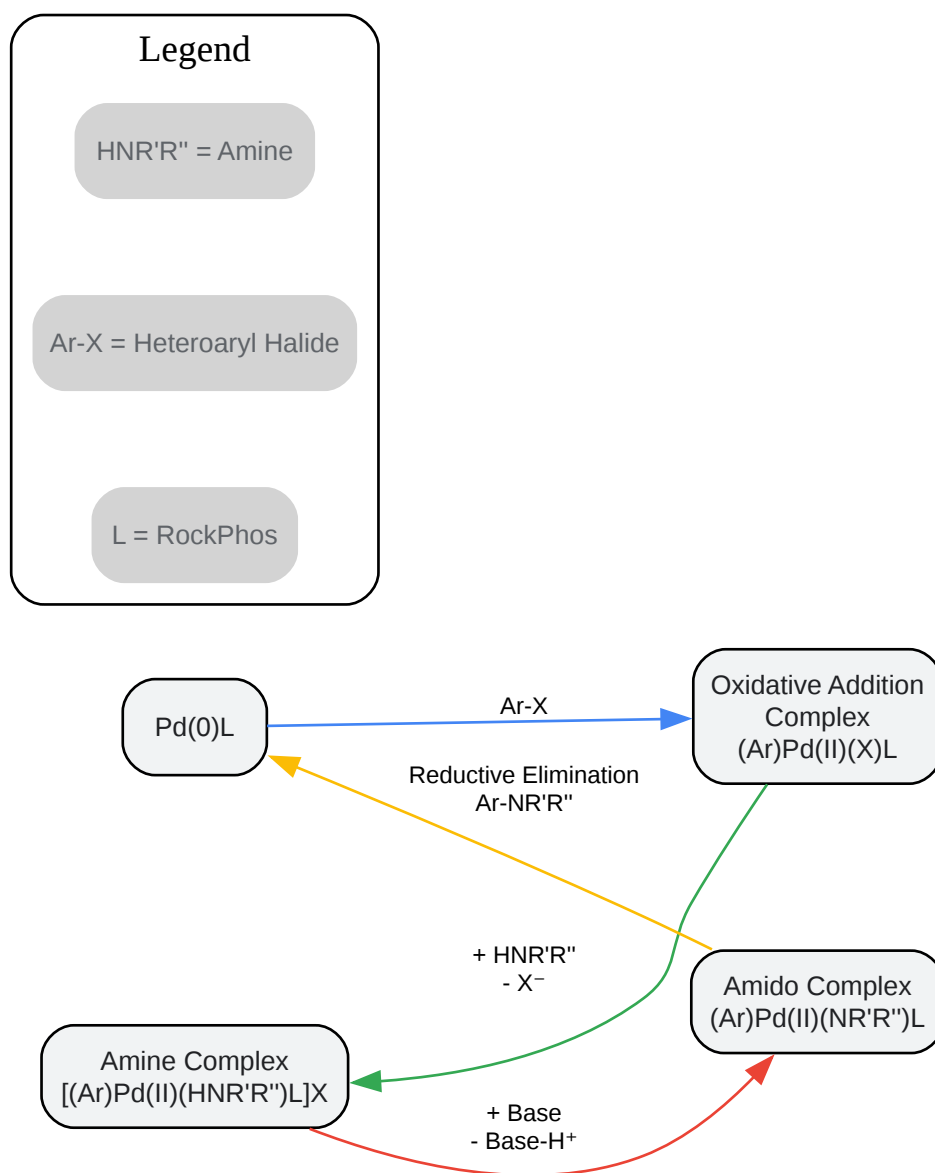 Legend
HNR'R'' = Amine
Ar-X = Heteroaryl Halide
L = RockPhos
Pd(0)L
Ar-X
Oxidative Addition
Complex
(Ar)Pd(II)(X)L
Reductive Elimination
Ar-NR'R''
+ HNR'R''
- X⁻
Amido Complex
(Ar)Pd(II)(NR'R'')L
Amine Complex
[(Ar)Pd(II)(HNR'R'')L]X
+ Base
- Base-H⁺